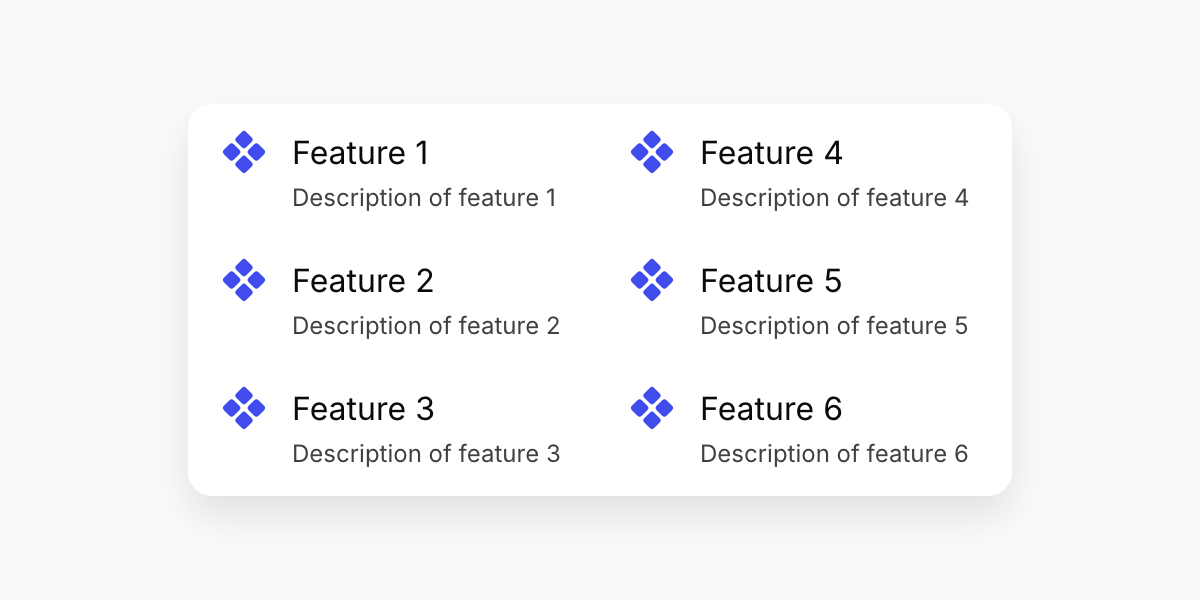 Feature 1
Description of feature 1
Feature 2
Description of feature 2
Feature 3
Description of feature 3
Feature 4
Description of feature 4
Feature 5
Description of feature 5
Feature 6
Description of feature 6